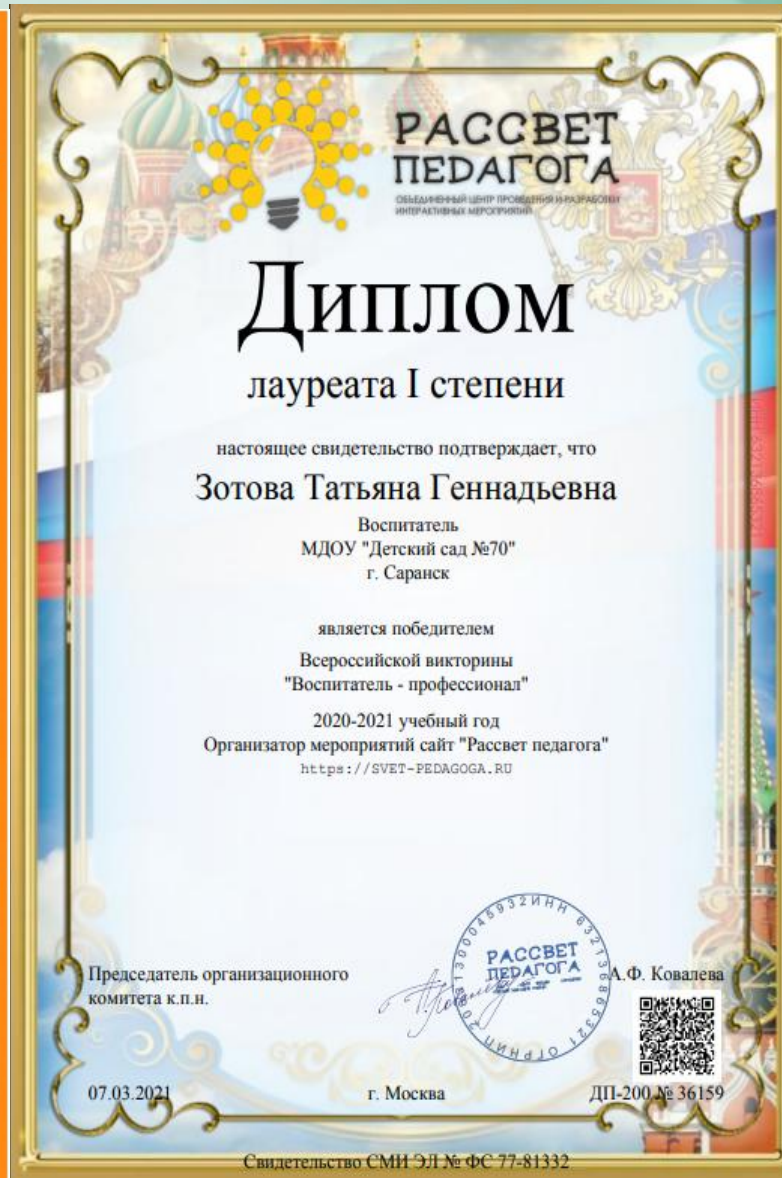 РАССВЕТ
ПЕДАГОГА
ОБЪЕДИНЕННЫЙ ЦЕНТР ПРОВЕДЕНИЯ И РАЗРАБОТКИ
ИНТЕРАКТИВНЫХ МЕРОПРИЯТИЙ
Диплом
лауреата I степени
настоящее свидетельство подтверждает, что
Зотова Татьяна Геннадьевна
Воспитатель
МДОУ "Детский сад №70"
г. Саранск
является победителем
Всероссийской викторины
"Воспитатель - профессионал"
2020-2021 учебный год
Организатор мероприятий сайт "Рассвет педагога"
https://SVET-PEDAGOGA.RU
Председатель организационного
комитета к.п.н.
РАССВЕТ
ПЕДАГОГА
ИНН 632136865321 ОГРНИП
А.Ф. Ковалева
07.03.2021 г. Москва ДП-200 № 36159
Свидетельство СМИ ЭЛ № ФС 77-81332